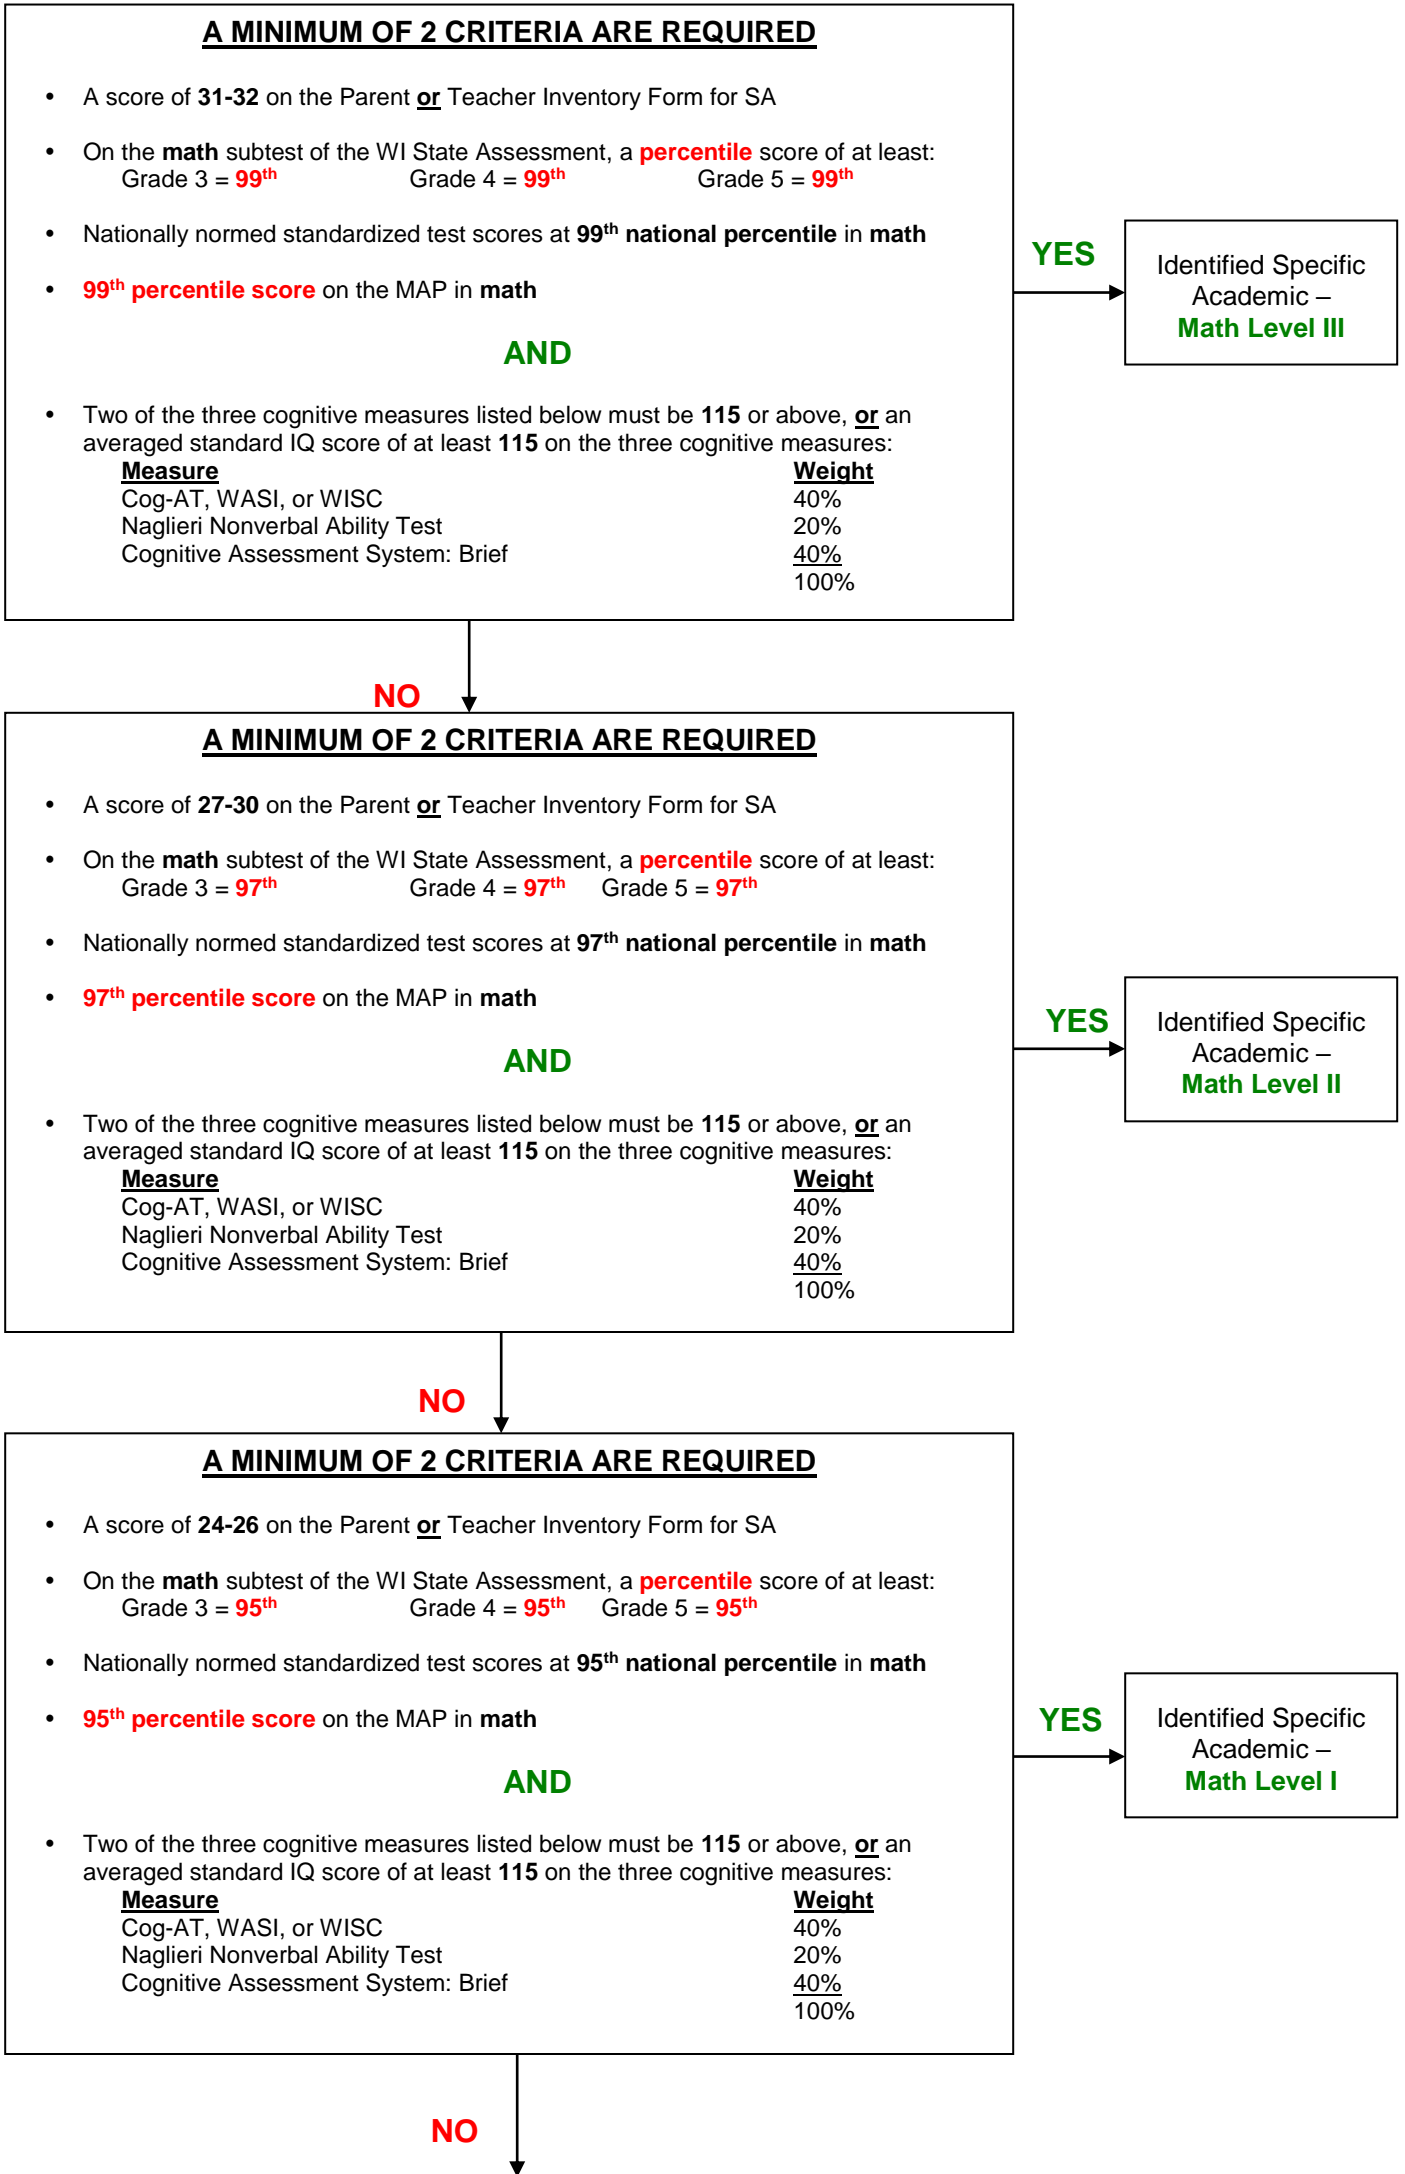 A MINIMUM OF 2 CRITERIA ARE REQUIRED
• A score of 31-32 on the Parent or Teacher Inventory Form for SA
• On the math subtest of the WI State Assessment, a percentile score of at least:
Grade 3 = 99th Grade 4 = 99th Grade 5 = 99th
• Nationally normed standardized test scores at 99th national percentile in math
• 99th percentile score on the MAP in math
AND
• Two of the three cognitive measures listed below must be 115 or above, or an
averaged standard IQ score of at least 115 on the three cognitive measures:
Measure Weight
Cog-AT, WASI, or WISC 40%
Naglieri Nonverbal Ability Test 20%
Cognitive Assessment System: Brief 40%
100%
YES
Identified Specific
Academic –
Math Level III
NO
A MINIMUM OF 2 CRITERIA ARE REQUIRED
• A score of 27-30 on the Parent or Teacher Inventory Form for SA
• On the math subtest of the WI State Assessment, a percentile score of at least:
Grade 3 = 97th Grade 4 = 97th Grade 5 = 97th
• Nationally normed standardized test scores at 97th national percentile in math
• 97th percentile score on the MAP in math
AND
• Two of the three cognitive measures listed below must be 115 or above, or an
averaged standard IQ score of at least 115 on the three cognitive measures:
Measure Weight
Cog-AT, WASI, or WISC 40%
Naglieri Nonverbal Ability Test 20%
Cognitive Assessment System: Brief 40%
100%
YES
Identified Specific
Academic –
Math Level II
NO
A MINIMUM OF 2 CRITERIA ARE REQUIRED
• A score of 24-26 on the Parent or Teacher Inventory Form for SA
• On the math subtest of the WI State Assessment, a percentile score of at least:
Grade 3 = 95th Grade 4 = 95th Grade 5 = 95th
• Nationally normed standardized test scores at 95th national percentile in math
• 95th percentile score on the MAP in math
AND
• Two of the three cognitive measures listed below must be 115 or above, or an
averaged standard IQ score of at least 115 on the three cognitive measures:
Measure Weight
Cog-AT, WASI, or WISC 40%
Naglieri Nonverbal Ability Test 20%
Cognitive Assessment System: Brief 40%
100%
YES
Identified Specific
Academic –
Math Level I
NO